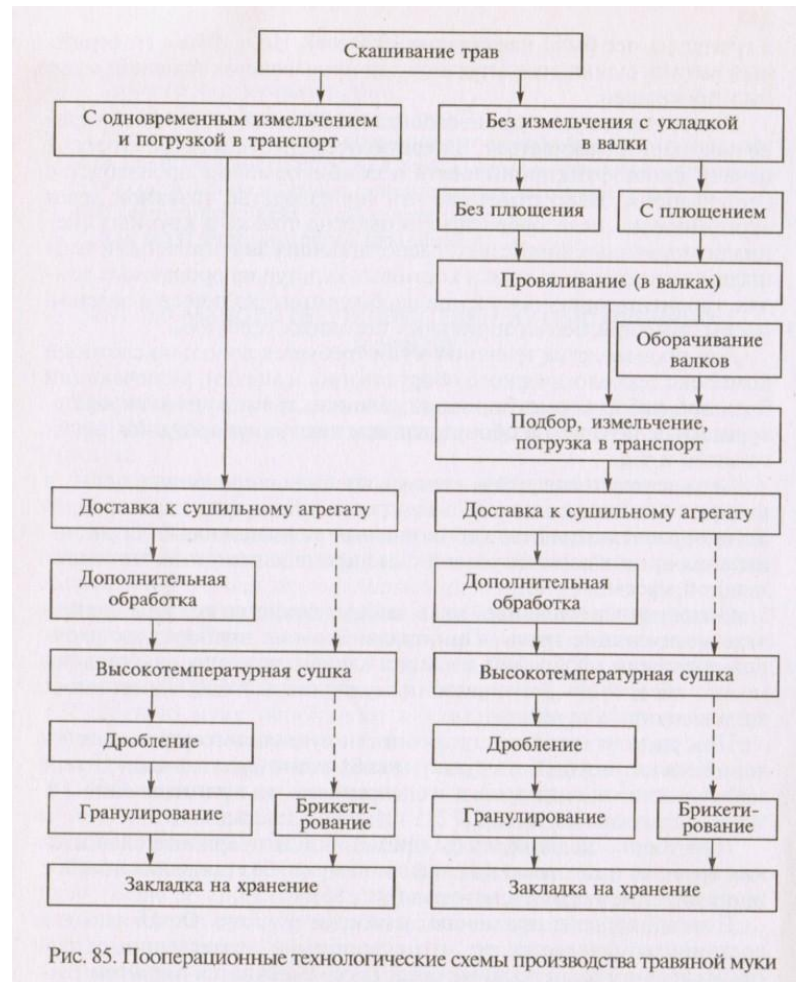 Скашивание трав
С одновременным измельчением
и погрузкой в транспорт
Без измельчения с укладкой
в валки
Без плющения
С плющением
Провяливание (в валках)
Оборачивание
валков
Подбор, измельчение,
погрузка в транспорт
Доставка к сушильному агрегату
Доставка к сушильному агрегату
Дополнительная
обработка
Дополнительная
обработка
Высокотемпературная сушка
Высокотемпературная сушка
Дробление
Дробление
Гранулирование
Брикети-
рование
Гранулирование
Брикети-
рование
Закладка на хранение
Закладка на хранение
Рис. 85. Пооперационные технологические схемы производства травяной муки